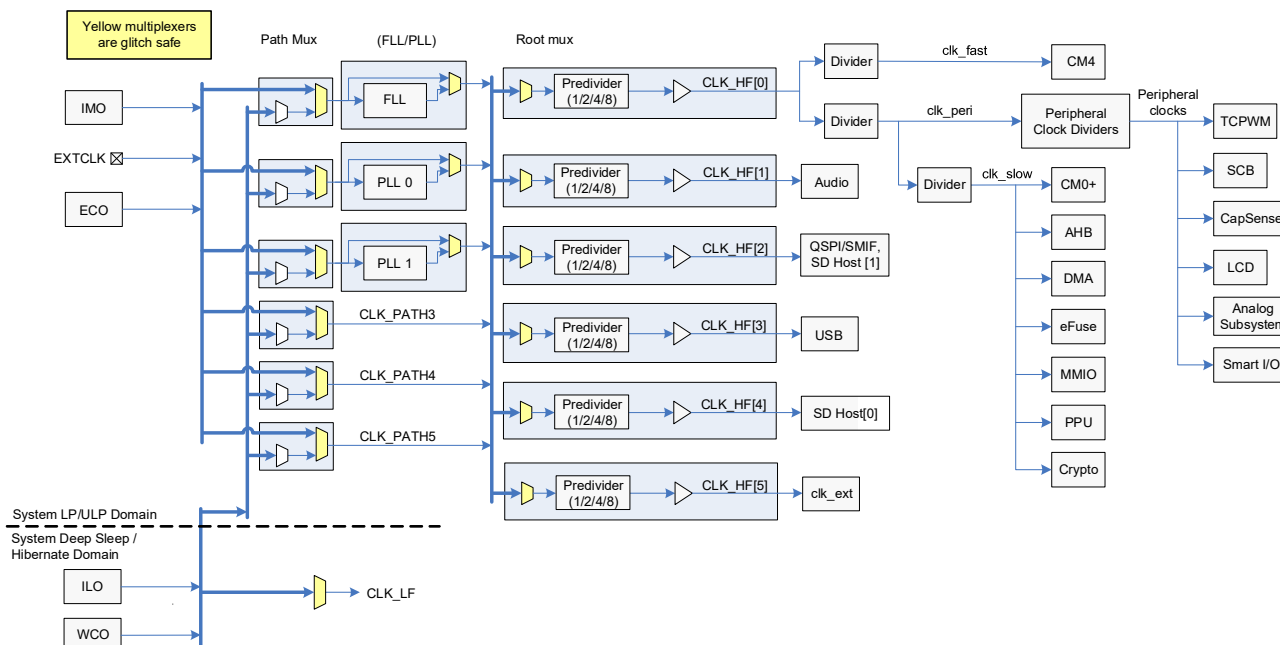 Yellow multiplexers
are glitch safe
Path Mux
(FLL/PLL)
Root mux
IMO
EXTCLK
ECO
FLL
PLL 0
PLL 1
CLK_PATH3
CLK_PATH4
CLK_PATH5
Predivider
(1/2/4/8)
CLK_HF[0]
Predivider
(1/2/4/8)
CLK_HF[1]
Predivider
(1/2/4/8)
CLK_HF[2]
Predivider
(1/2/4/8)
CLK_HF[3]
Predivider
(1/2/4/8)
CLK_HF[4]
Predivider
(1/2/4/8)
CLK_HF[5]
Divider
clk_fast
CM4
Divider
clk_peri
Peripheral
Clock Dividers
Peripheral
clocks
Audio
QSPI/SMIF,
SD Host [1]
USB
SD Host[0]
clk_ext
Divider
clk_slow
CM0+
AHB
DMA
eFuse
MMIO
PPU
Crypto
TCPWM
SCB
CapSense
LCD
Analog
Subsystem
Smart I/O
System LP/ULP Domain
System Deep Sleep /
Hibernate Domain
ILO
WCO
CLK_LF